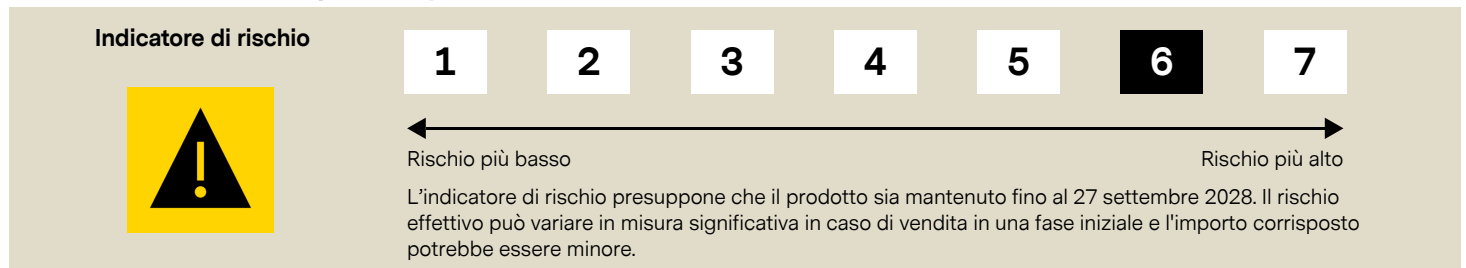 Indicatore di rischio
1 2 3 4 5 6 7
Rischio più basso Rischio più alto
L'indicatore di rischio presuppone che il prodotto sia mantenuto fino al 27 settembre 2028. Il rischio
effettivo può variare in misura significativa in caso di vendita in una fase iniziale e l'importo corrisposto
potrebbe essere minore.